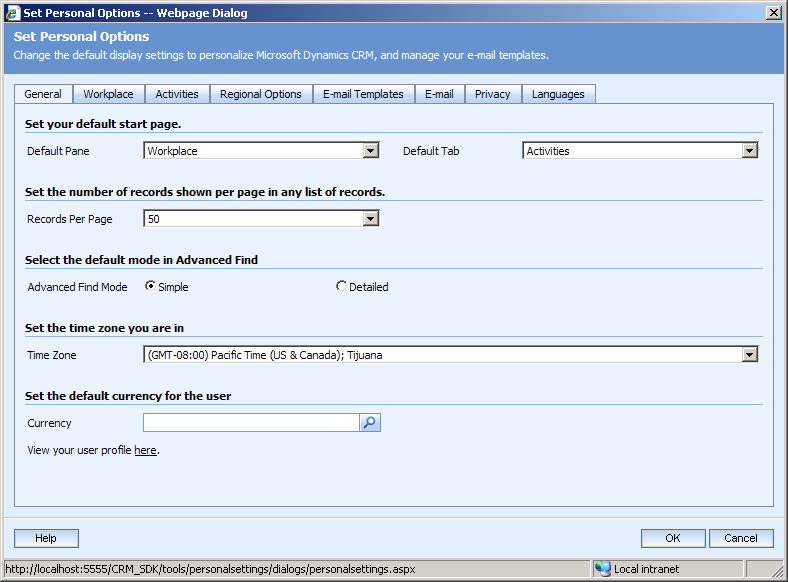 Set Personal Options -- Webpage Dialog
Set Personal Options
Change the default display settings to personalize Microsoft Dynamics CRM, and manage your e-mail templates.
General Workplace Activities Regional Options E-mail Templates E-mail Privacy Languages
Set your default start page.
Default Pane Workplace Default Tab Activities
Set the number of records shown per page in any list of records.
Records Per Page 50
Select the default mode in Advanced Find
Advanced Find Mode Simple Detailed
Set the time zone you are in
Time Zone (GMT-08:00) Pacific Time (US & Canada); Tijuana
Set the default currency for the user
Currency
View your user profile here.
Help OK Cancel
http://localhost:5555/CRM_SDK/tools/personalsettings/dialogs/personalsettings.aspx Local intranet